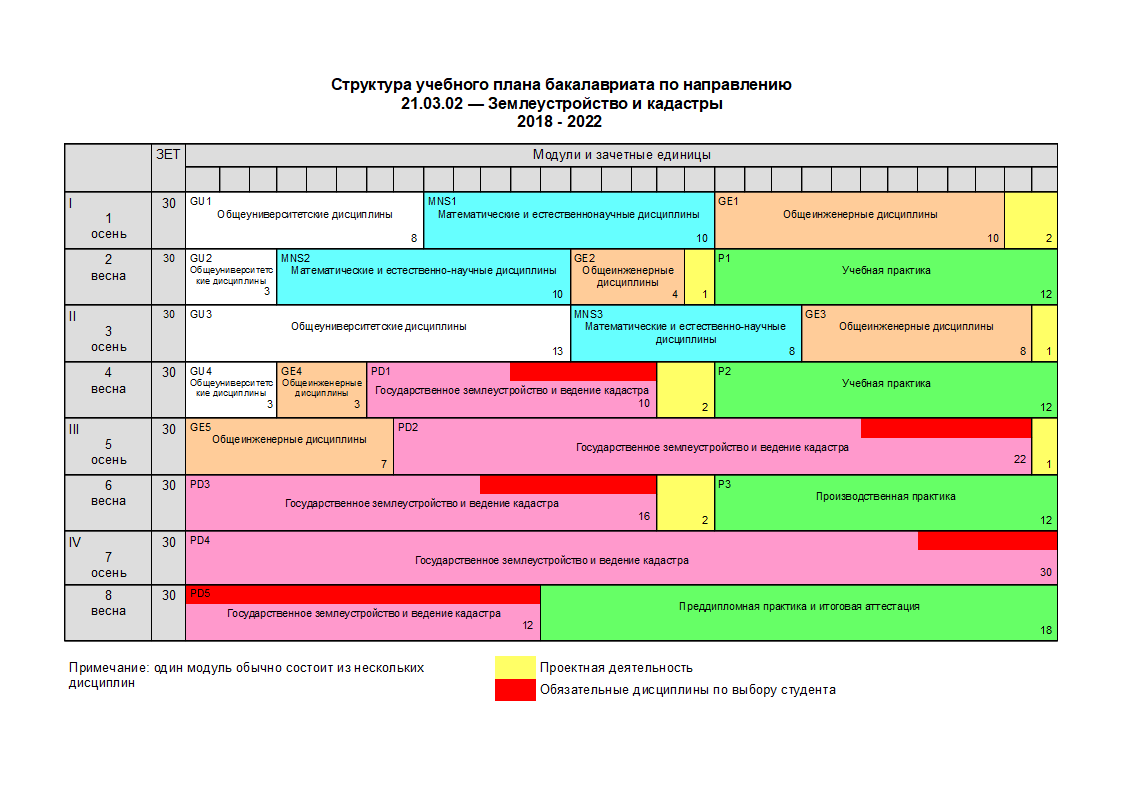 Структура учебного плана бакалавриата по направлению
21.03.02 — Землеустройство и кадастры
2018 - 2022
ЗЕТ
Модули и зачетные единицы
I
1
осень
30
GU1
Общеуниверситетские дисциплины
8
MNS1
Математические и естественнонаучные дисциплины
10
GE1
Общеинженерные дисциплины
10
2
2
весна
30
GU2
Общеуниверситетс
кие дисциплины
3
MNS2
Математические и естественно-научные дисциплины
10
GE2
Общеинженерные
дисциплины
4
1
P1
Учебная практика
12
II
3
осень
30
GU3
Общеуниверситетские дисциплины
13
MNS3
Математические и естественно-научные
дисциплины
8
GE3
Общеинженерные дисциплины
8
1
4
весна
30
GU4
Общеуниверситетс
кие дисциплины
3
GE4
Общеинженерные
дисциплины
3
PD1
Государственное землеустройство и ведение кадастра
10
2
P2
Учебная практика
12
III
5
осень
30
GE5
Общеинженерные дисциплины
7
PD2
Государственное землеустройство и ведение кадастра
22
1
6
весна
30
PD3
Государственное землеустройство и ведение кадастра
16
2
P3
Производственная практика
12
IV
7
осень
30
PD4
Государственное землеустройство и ведение кадастра
30
8
весна
30
PD5
Государственное землеустройство и ведение кадастра
12
Преддипломная практика и итоговая аттестация
18
Примечание: один модуль обычно состоит из нескольких
дисциплин
Проектная деятельность
Обязательные дисциплины по выбору студента